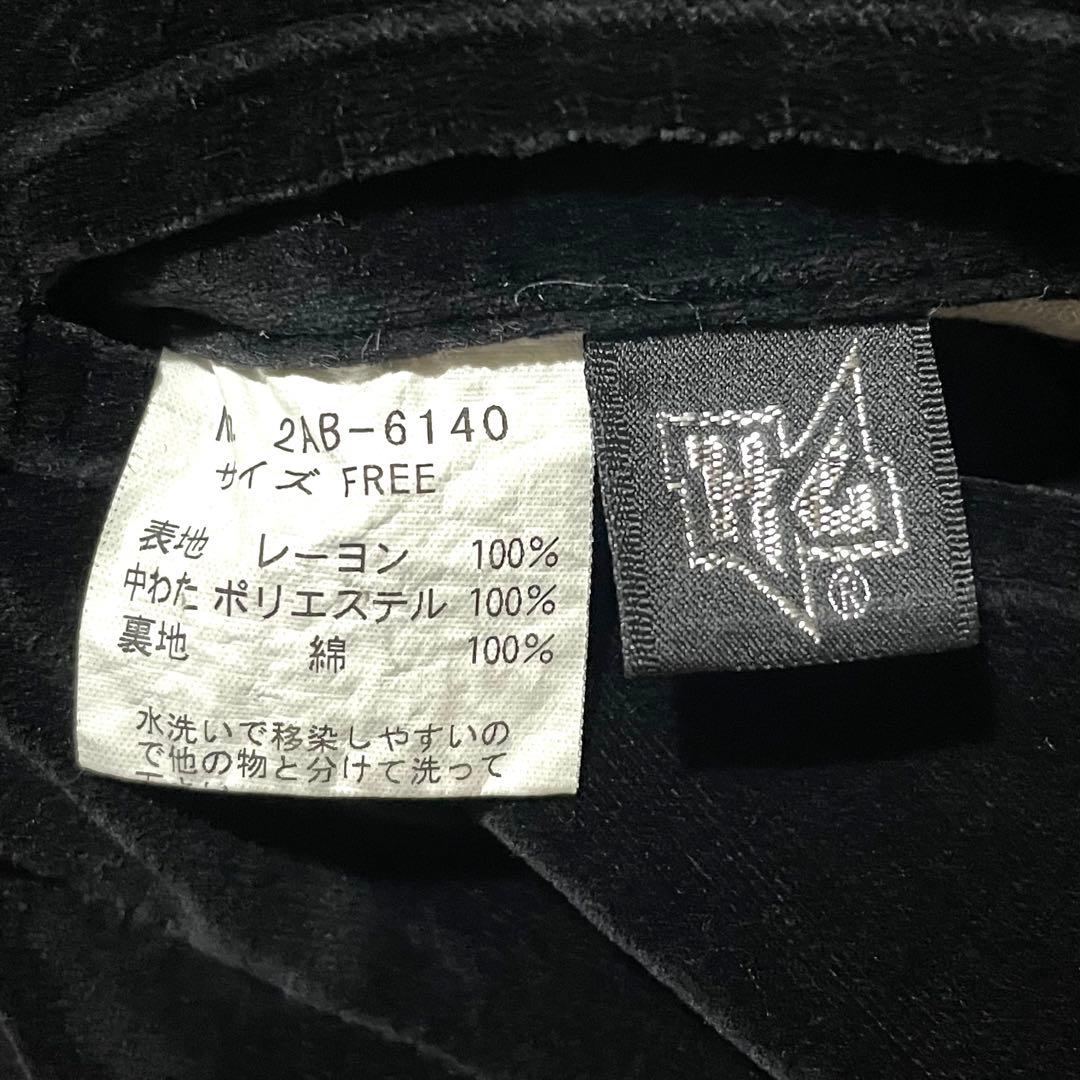 2AB-6140
サイズ FREE
表地 レーヨン 100%
中わた ポリエステル 100%
裏地 綿 100%
水洗いで移染しやすいの
で他の物と分けて洗って
®